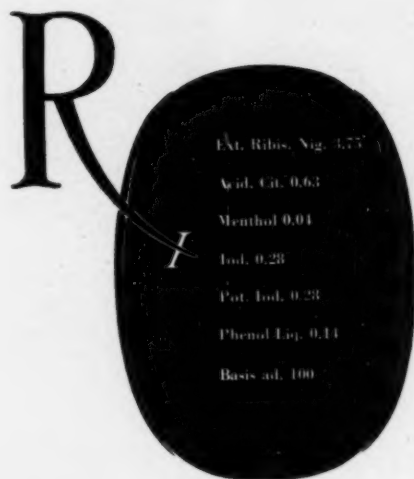 R
Ext. Ribis. Nig. 3,75
Acid. Cit. 0,63
Menthol 0.04
Iod. 0.28
Pot. Iod. 0.28
Phenol Liq. 0,14
Basis ad. 100